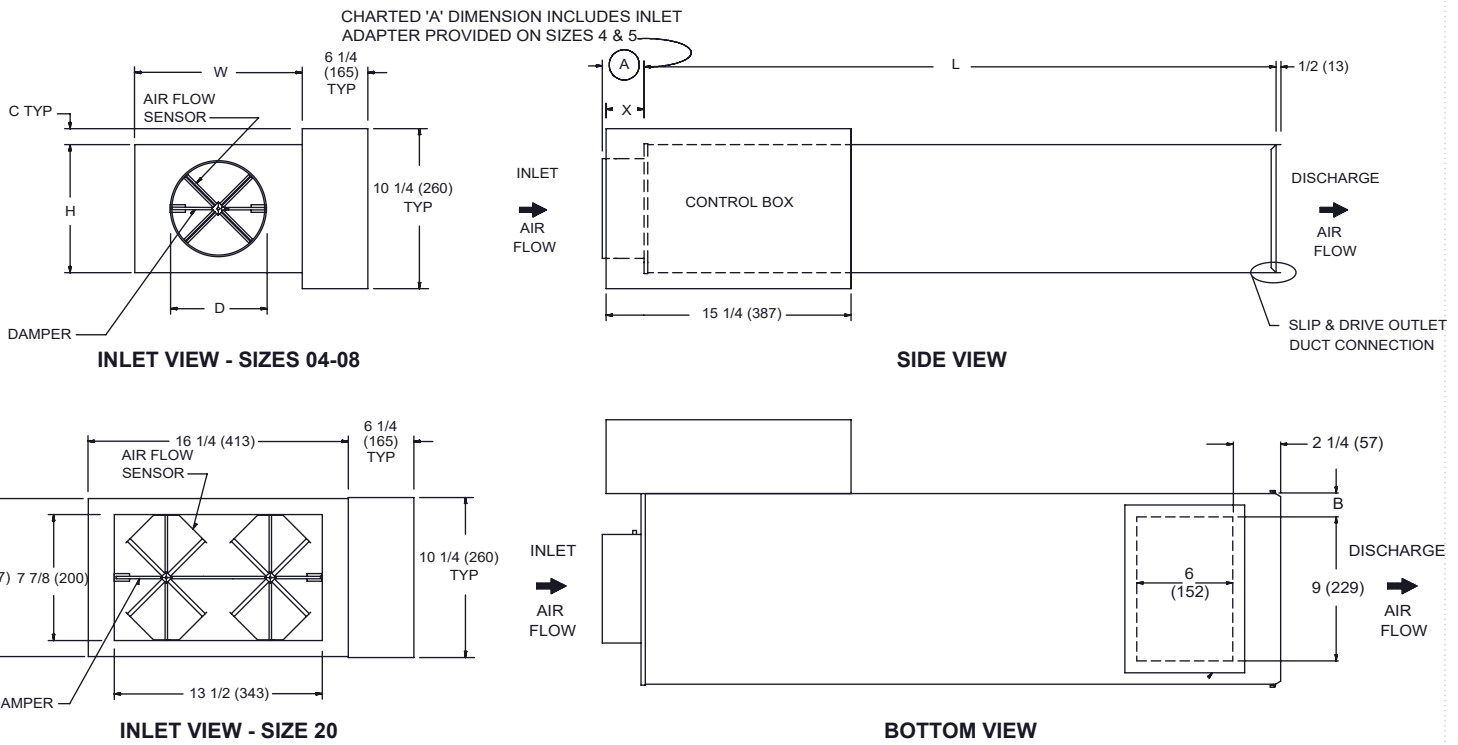 CHARTED 'A' DIMENSION INCLUDES INLET
ADAPTER PROVIDED ON SIZES 4 & 5
W
6 1/4
(165)
TYP
C TYP
AIR FLOW
SENSOR
H
10 1/4 (260)
TYP
D
DAMPER
INLET VIEW - SIZES 04-08
A
L
1/2 (13)
X
INLET
AIR
FLOW
CONTROL BOX
DISCHARGE
AIR
FLOW
15 1/4 (387)
SLIP & DRIVE OUTLET
DUCT CONNECTION
SIDE VIEW
16 1/4 (413)
6 1/4
(165)
TYP
AIR FLOW
SENSOR
7) 7 7/8 (200)
10 1/4 (260)
TYP
13 1/2 (343)
AMPER
INLET VIEW - SIZE 20
2 1/4 (57)
B
INLET
AIR
FLOW
6
(152)
9 (229)
DISCHARGE
AIR
FLOW
BOTTOM VIEW